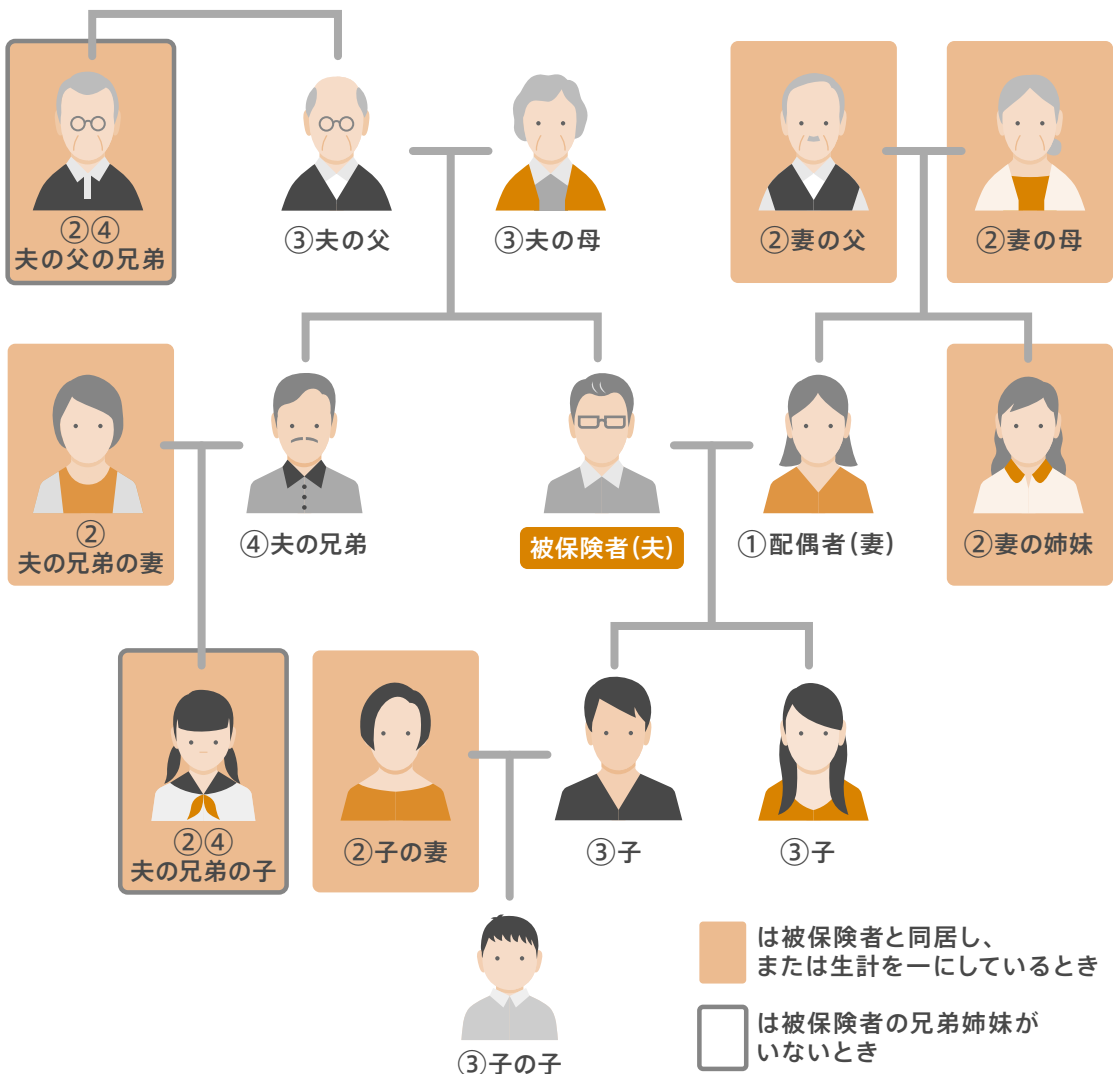 ②④
夫の父の兄弟
③夫の父
③夫の母
②妻の父
②妻の母
②
夫の兄弟の妻
④夫の兄弟
被保険者(夫)
①配偶者(妻)
②妻の姉妹
②④
夫の兄弟の子
②子の妻
③子
③子
③子の子
は被保険者と同居し、
または生計を一にしているとき
は被保険者の兄弟姉妹が
いないとき